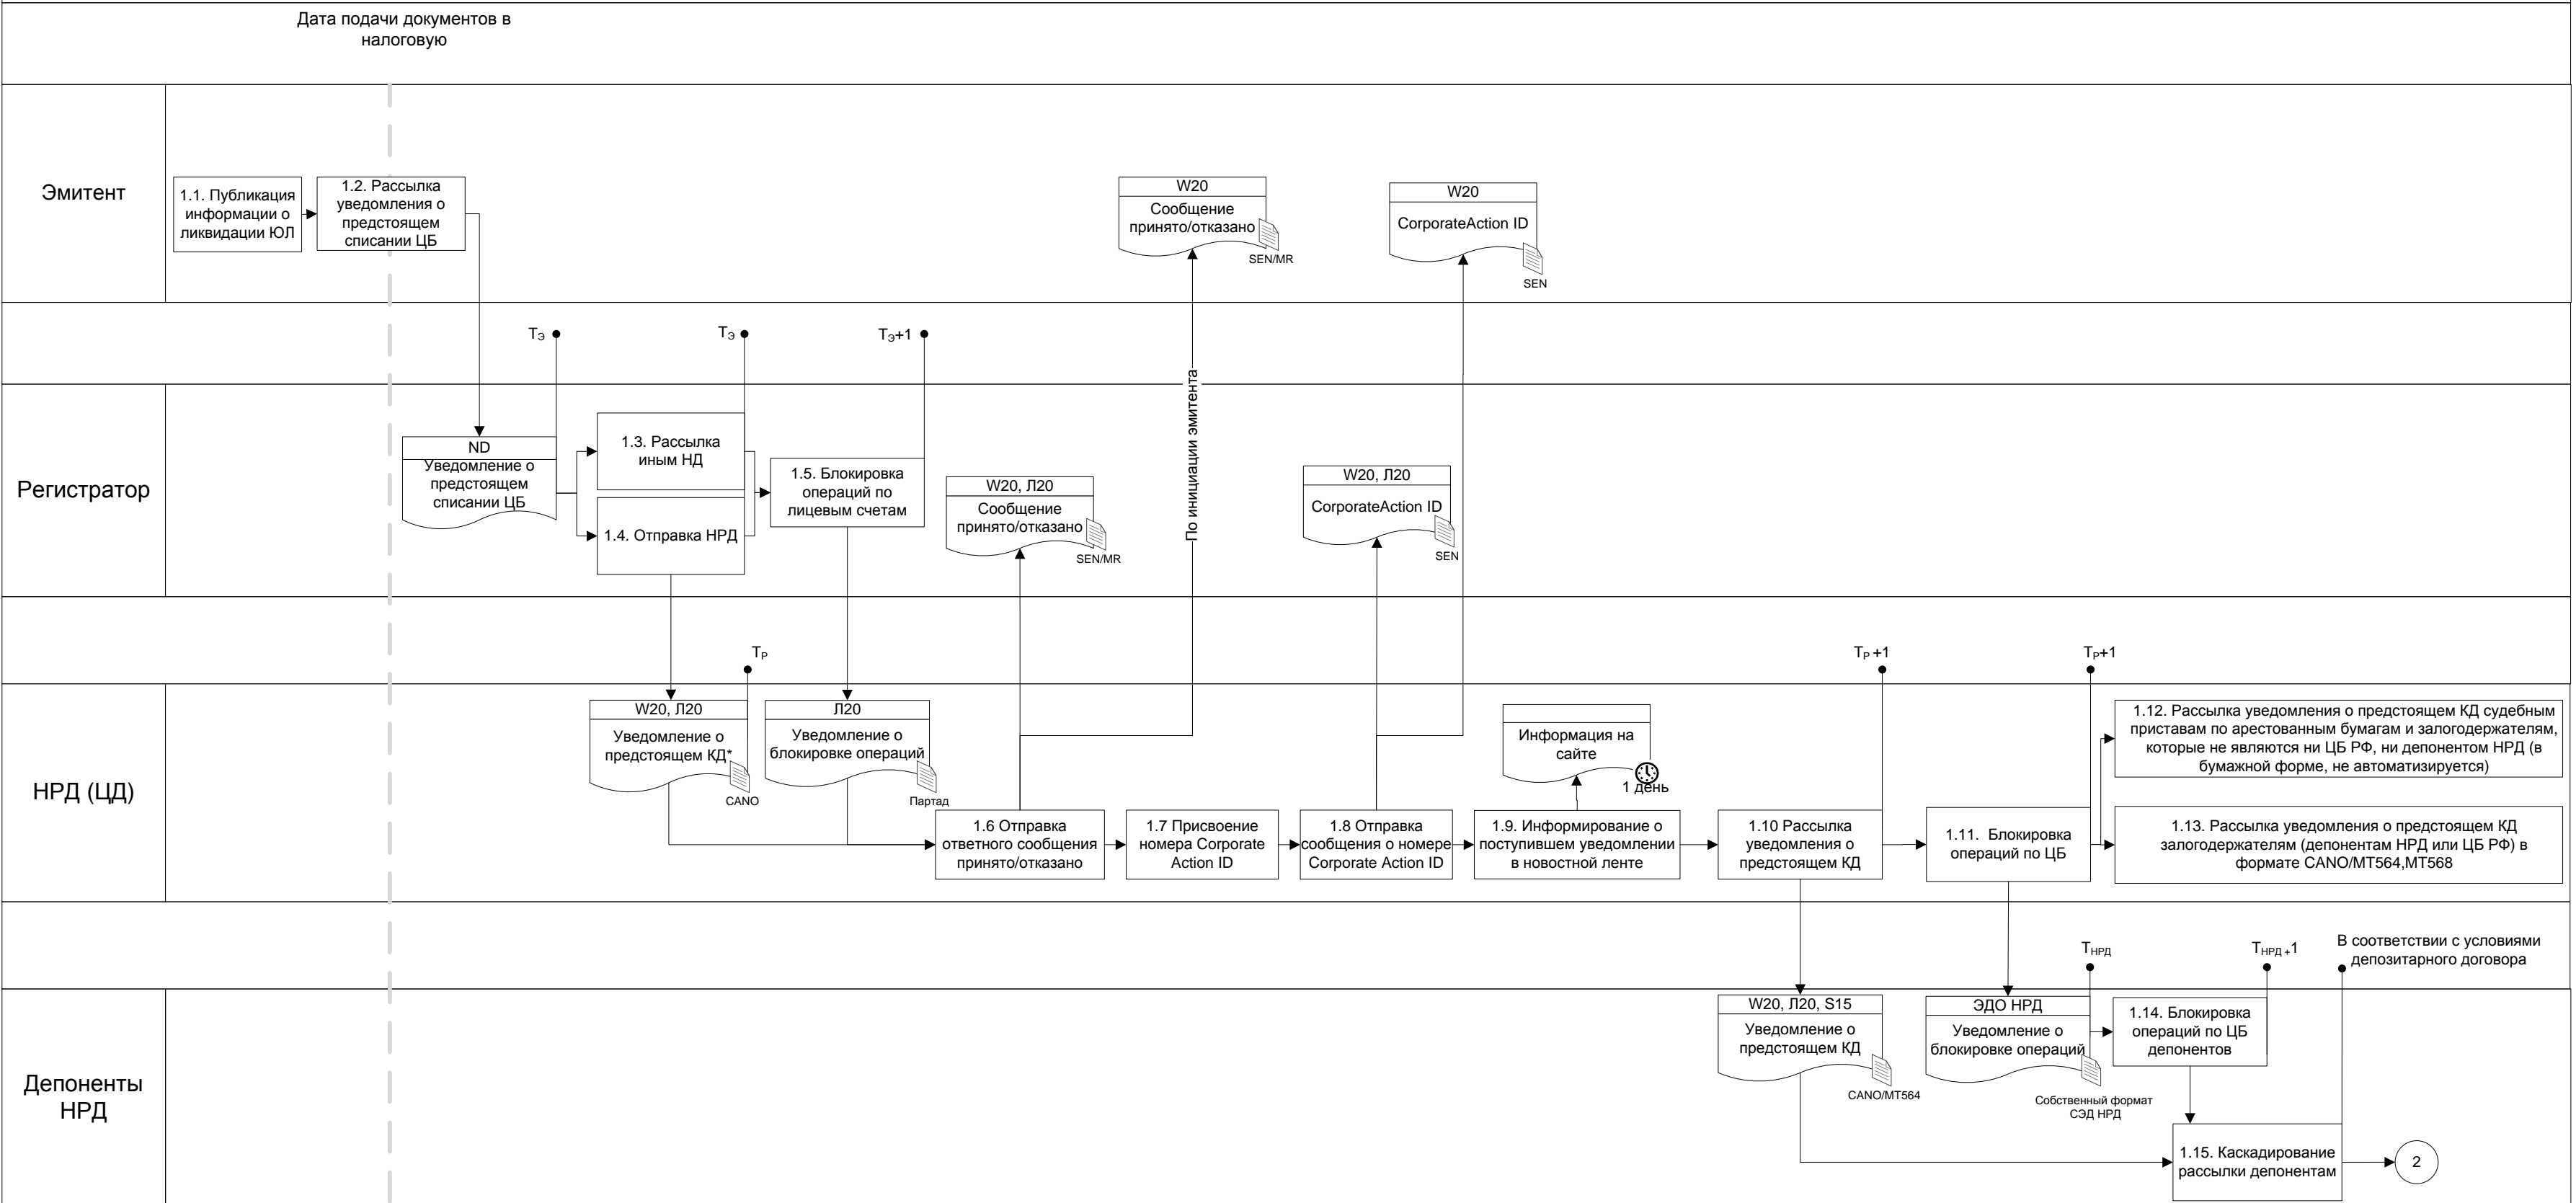 Дата подачи документов в
налоговую
Эмитент
1.1. Публикация
информации о
ликвидации ЮЛ
1.2. Рассылка
уведомления о
предстоящем
списании ЦБ
W20
Сообщение
принято/отказано
SEN/MR
W20
CorporateAction ID
SEN
TЭ
TЭ
TЭ+1
По инициации эмитента
Регистратор
ND
Уведомление о
предстоящем
списании ЦБ
1.3. Рассылка
иным НД
1.4. Отправка НРД
1.5. Блокировка
операций по
лицевым счетам
W20, Л20
Сообщение
принято/отказано
SEN/MR
W20, Л20
CorporateAction ID
SEN
TР
TР +1
TР+1
НРД (ЦД)
W20, Л20
Уведомление о
предстоящем КД*
CANO
Л20
Уведомление о
блокировке операций
Партад
1.6 Отправка
ответного сообщения
принято/отказано
1.7 Присвоение
номера Corporate
Action ID
1.8 Отправка
сообщения о номере
Corporate Action ID
Информация на
сайте
1 день
1.9. Информирование о
поступившем уведомлении
в новостной ленте
1.10 Рассылка
уведомления о
предстоящем КД
1.11. Блокировка
операций по ЦБ
1.12. Рассылка уведомления о предстоящем КД судебным
приставам по арестованным бумагам и залогодержателям,
которые не являются ни ЦБ РФ, ни депонентом НРД (в
бумажной форме, не автоматизируется)
1.13. Рассылка уведомления о предстоящем КД
залогодержателям (депонентам НРД или ЦБ РФ) в
формате CANO/MT564,MT568
TНРД
TНРД +1
В соответствии с условиями
депозитарного договора
Депоненты
НРД
W20, Л20, S15
Уведомление о
предстоящем КД
CANO/MT564
ЭДО НРД
Уведомление о
блокировке операций
Собственный формат
СЭД НРД
1.14. Блокировка
операций по ЦБ
депонентов
1.15. Каскадирование
рассылки депонентам
2